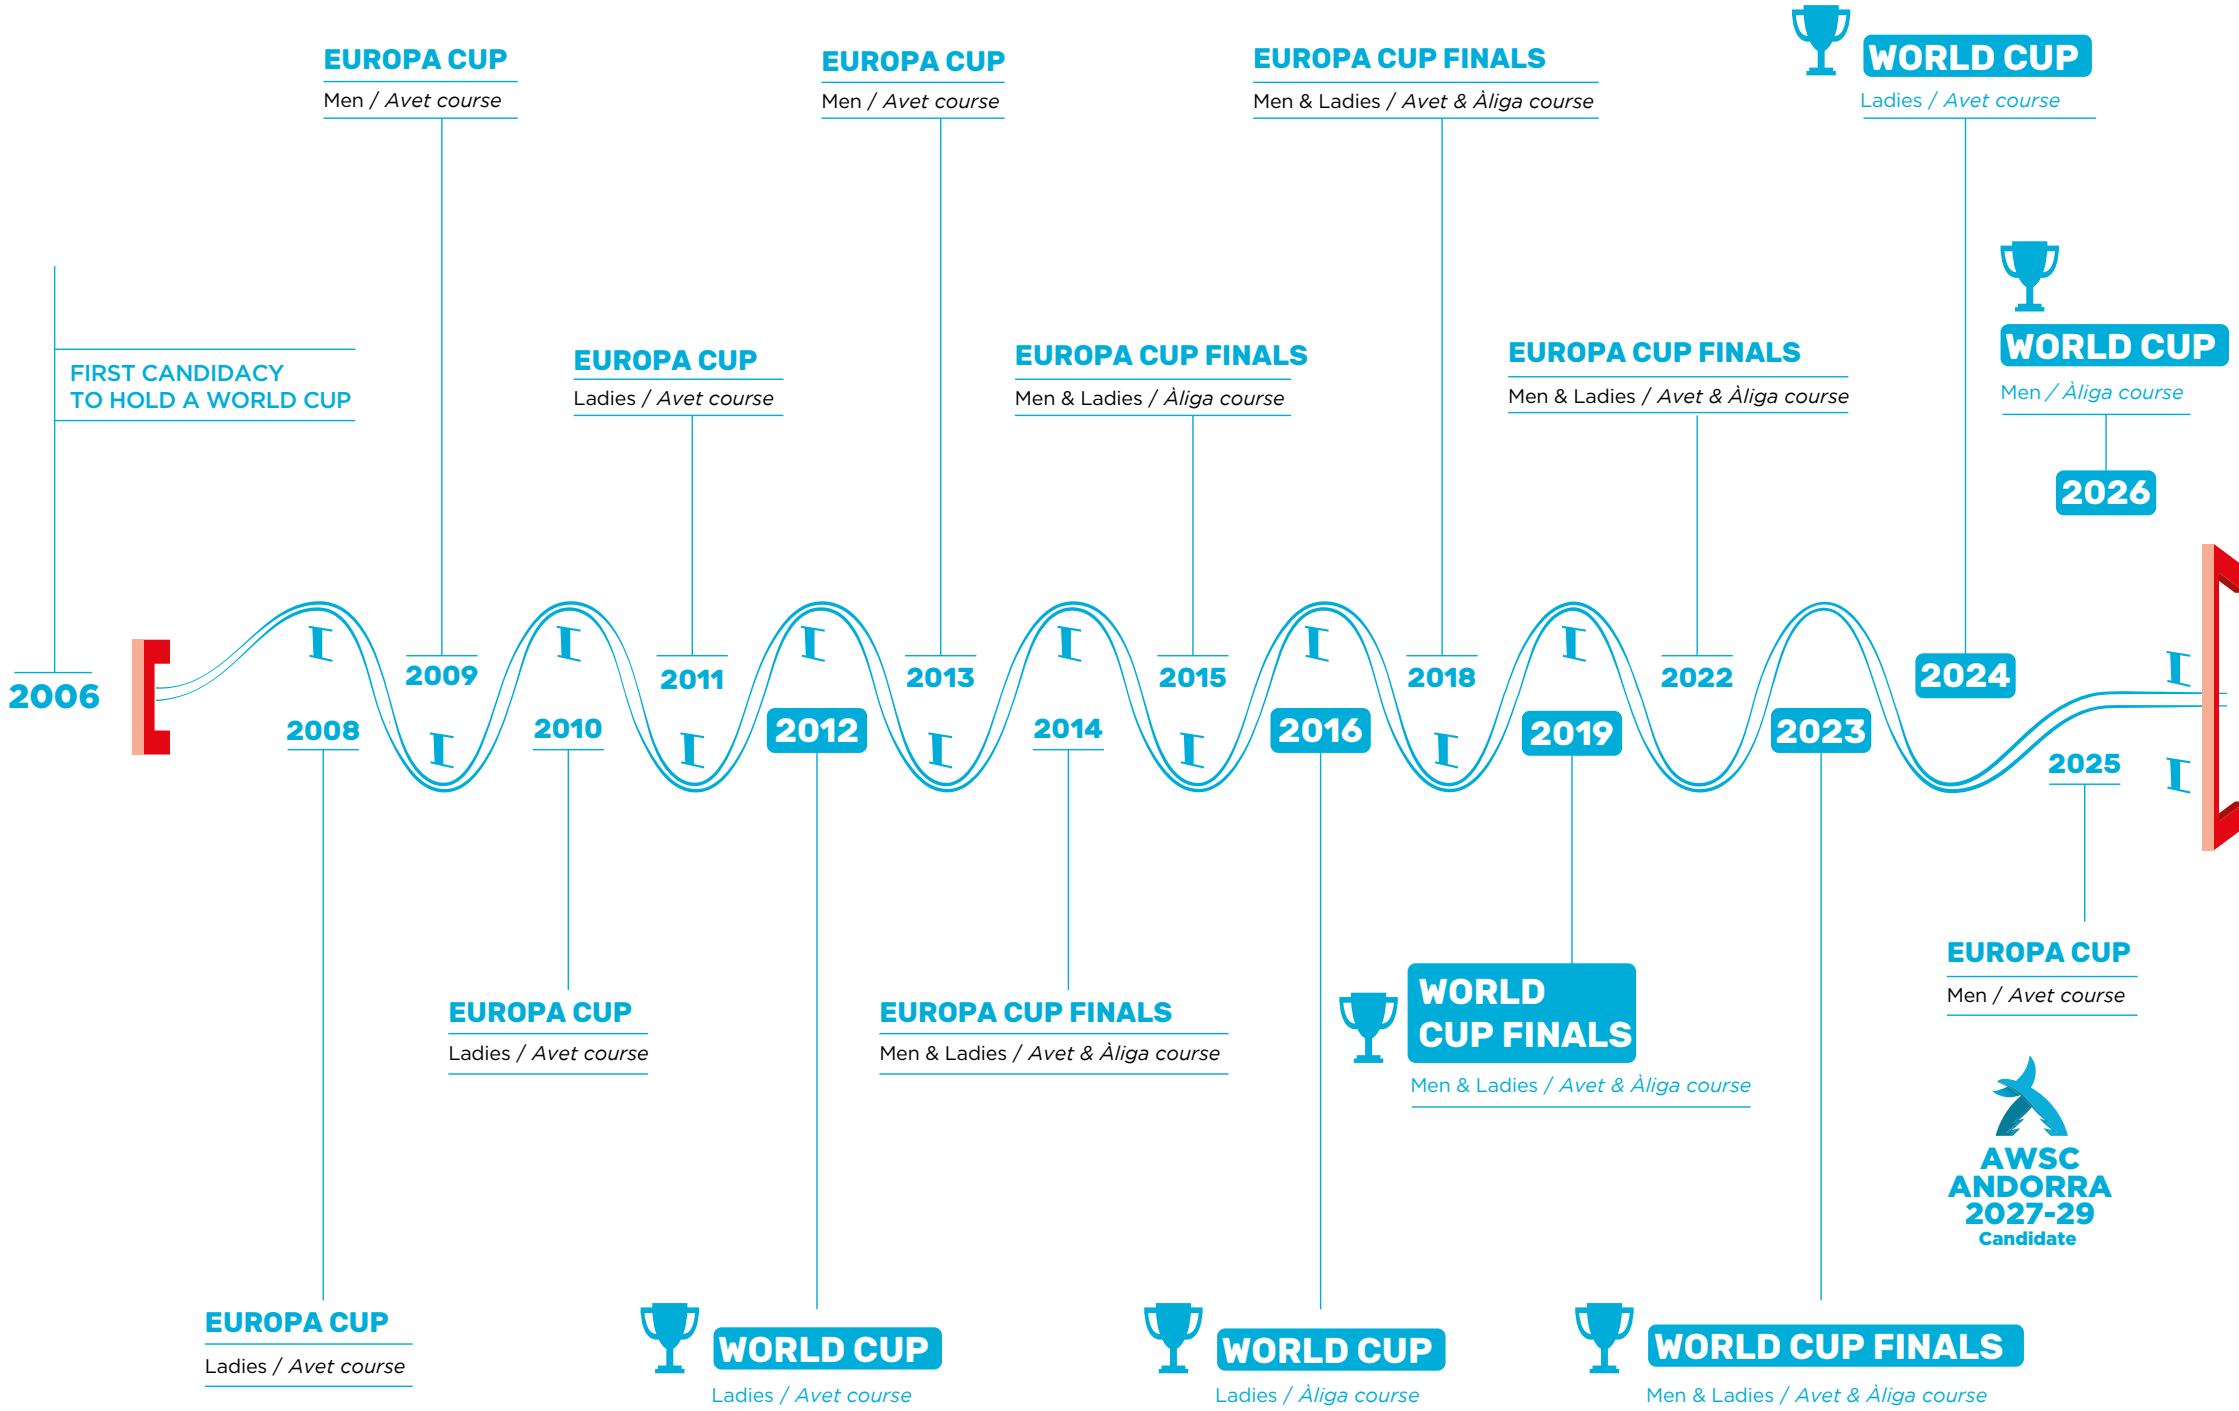 WORLD CUP
Ladies / Avet course
EUROPA CUP
Men / Avet course
EUROPA CUP
Men / Avet course
EUROPA CUP FINALS
Men & Ladies / Avet & Àliga course
WORLD CUP
Men / Àliga course
2026
FIRST CANDIDACY
TO HOLD A WORLD CUP
EUROPA CUP
Ladies / Avet course
EUROPA CUP FINALS
Men & Ladies / Àliga course
EUROPA CUP FINALS
Men & Ladies / Avet & Àliga course
2006
2008
2009
2010
2011
2012
2013
2014
2015
2016
2018
2019
2022
2023
2024
2025
EUROPA CUP
Ladies / Avet course
EUROPA CUP FINALS
Men & Ladies / Avet & Àliga course
WORLD
CUP FINALS
Men & Ladies / Avet & Àliga course
EUROPA CUP
Men / Avet course
AWSC
ANDORRA
2027-29
Candidate
EUROPA CUP
Ladies / Avet course
WORLD CUP
Ladies / Avet course
WORLD CUP
Ladies / Àliga course
WORLD CUP FINALS
Men & Ladies / Avet & Àliga course